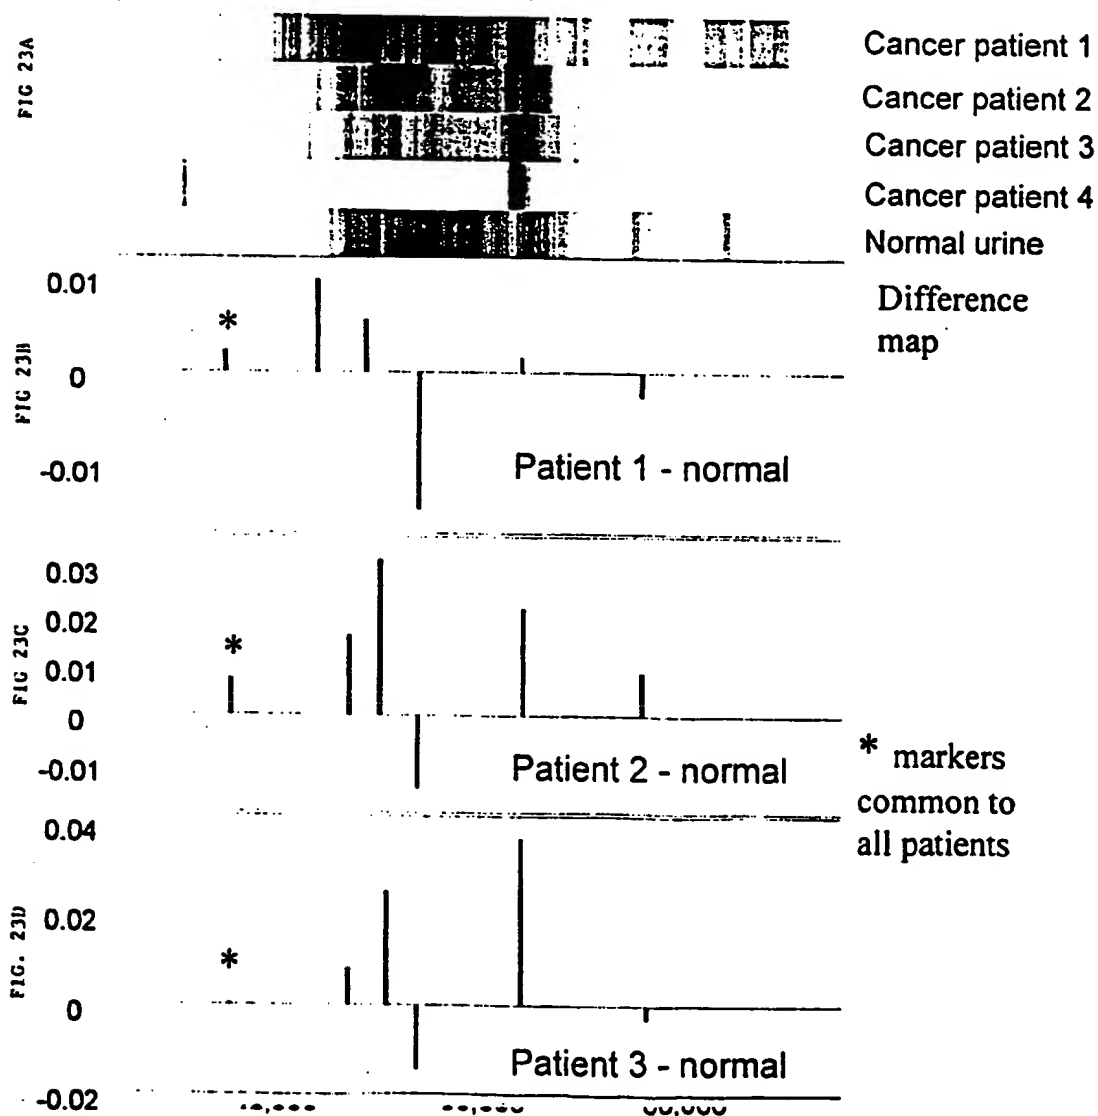 FIG 23A
Cancer patient 1
Cancer patient 2
Cancer patient 3
Cancer patient 4
Normal urine
Difference
map
FIG 23B
0.01
*
0
-0.01
Patient 1 - normal
FIG 23C
0.03
0.02
*
0.01
0
-0.01
Patient 2 - normal
* markers
common to
all patients
FIG. 23D
0.04
0.02
*
0
Patient 3 - normal
-0.02